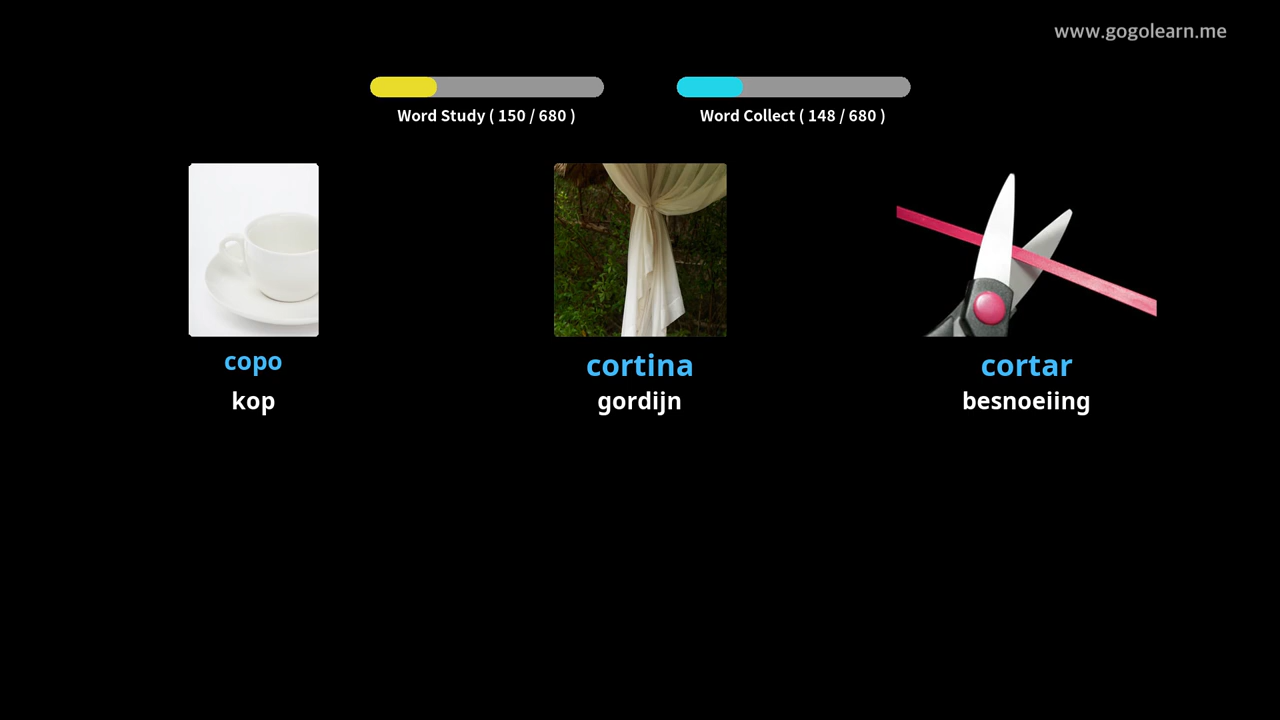 www.gogolearn.me
Word Study ( 150 / 680 )
Word Collect ( 148 / 680 )
copo
kop
cortina
gordijn
cortar
besnoeiing